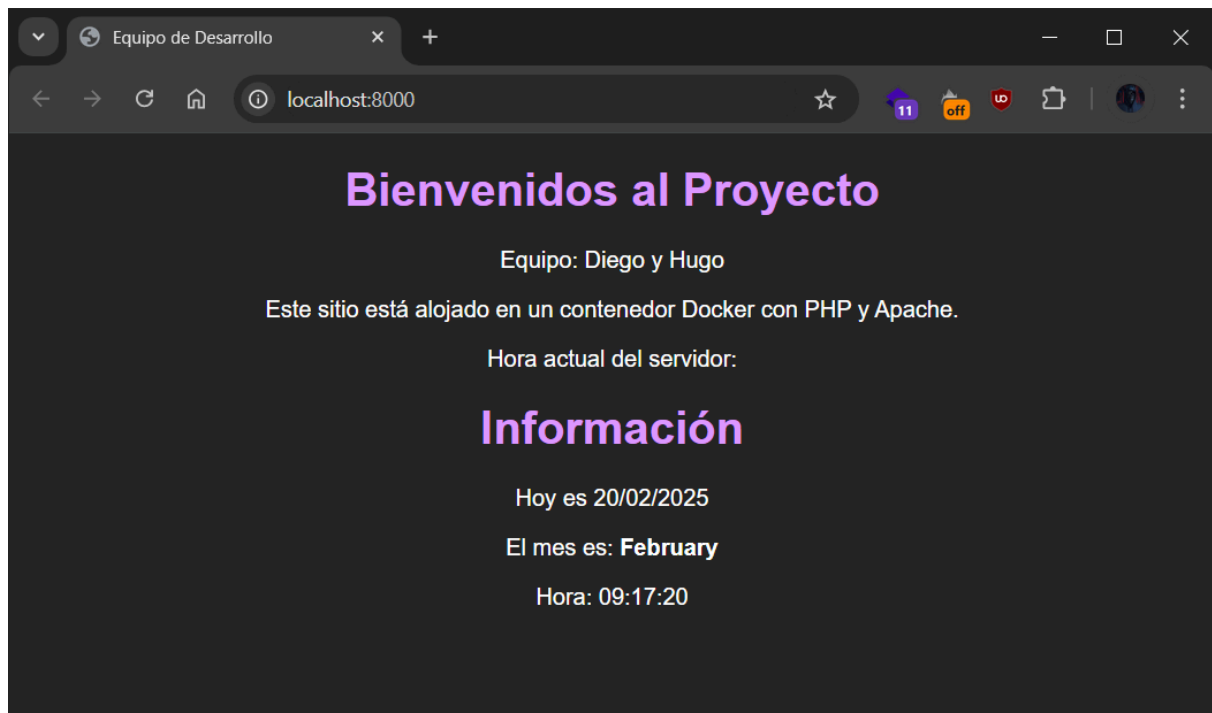 Equipo de Desarrollo
localhost:8000
11
off
Bienvenidos al Proyecto
Equipo: Diego y Hugo
Este sitio está alojado en un contenedor Docker con PHP y Apache.
Hora actual del servidor:
Información
Hoy es 20/02/2025
El mes es: February
Hora: 09:17:20